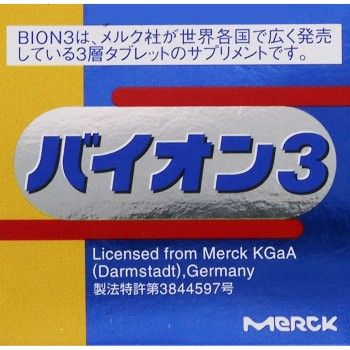 BION3は、メルク社が世界各国で広く発売
している3層タブレットのサプリメントです。
バイオン3
Licensed from Merck KGaA
(Darmstadt),Germany
製法特許第3844597号
MERCK